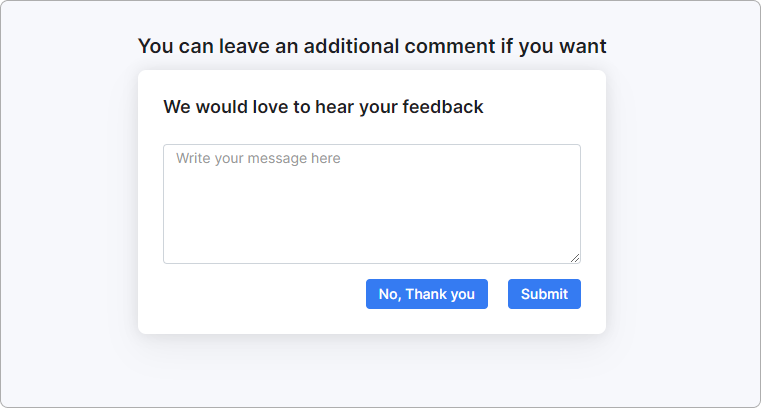 You can leave an additional comment if you want
We would love to hear your feedback
Write your message here
No, Thank you
Submit